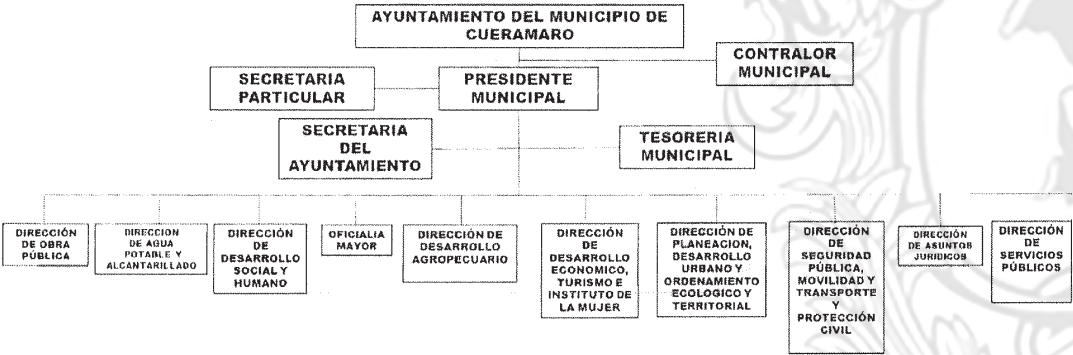 AYUNTAMIENTO DEL MUNICIPIO DE
CUERAMARO
CONTRALOR
MUNICIPAL
SECRETARIA
PARTICULAR
PRESIDENTE
MUNICIPAL
SECRETARIA
DEL
AYUNTAMIENTO
TESORERIA
MUNICIPAL
DIRECCIÓN
DE OBRA
PÚBLICA
DIRECCION
DE AGUA
POTABLE Y
ALCANTARILLADO
DIRECCIÓN
DE
DESARROLLO
SOCIAL Y
HUMANO
OFICIALIA
MAYOR
DIRECCIÓN DE
DESARROLLO
AGROPECUARIO
DIRECCIÓN
DE
DESARROLLO
ECONOMICO,
TURISMO E
INSTITUTO DE
LA MUJER
DIRECCIÓN DE
PLANEACION,
DESARROLLO
URBANO Y
ORDENAMIENTO
ECOLOGICO Y
TERRITORIAL
DIRECCIÓN
DE
SEGURIDAD
PÚBLICA,
MOVILIDAD Y
TRANSPORTE
Y
PROTECCIÓN
CIVIL
DIRECCIÓN
DE ASUNTOS
JURIDICOS
DIRECCIÓN
DE
SERVICIOS
PÚBLICOS